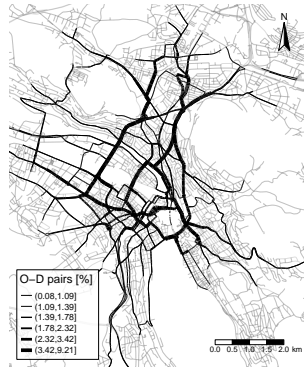 N
O−D pairs [%]
(0.08,1.09]
(1.09,1.39]
(1.39,1.78]
(1.78,2.32]
(2.32,3.42]
(3.42,9.21]
0.0 0.5 1.0 1.5 2.0 km